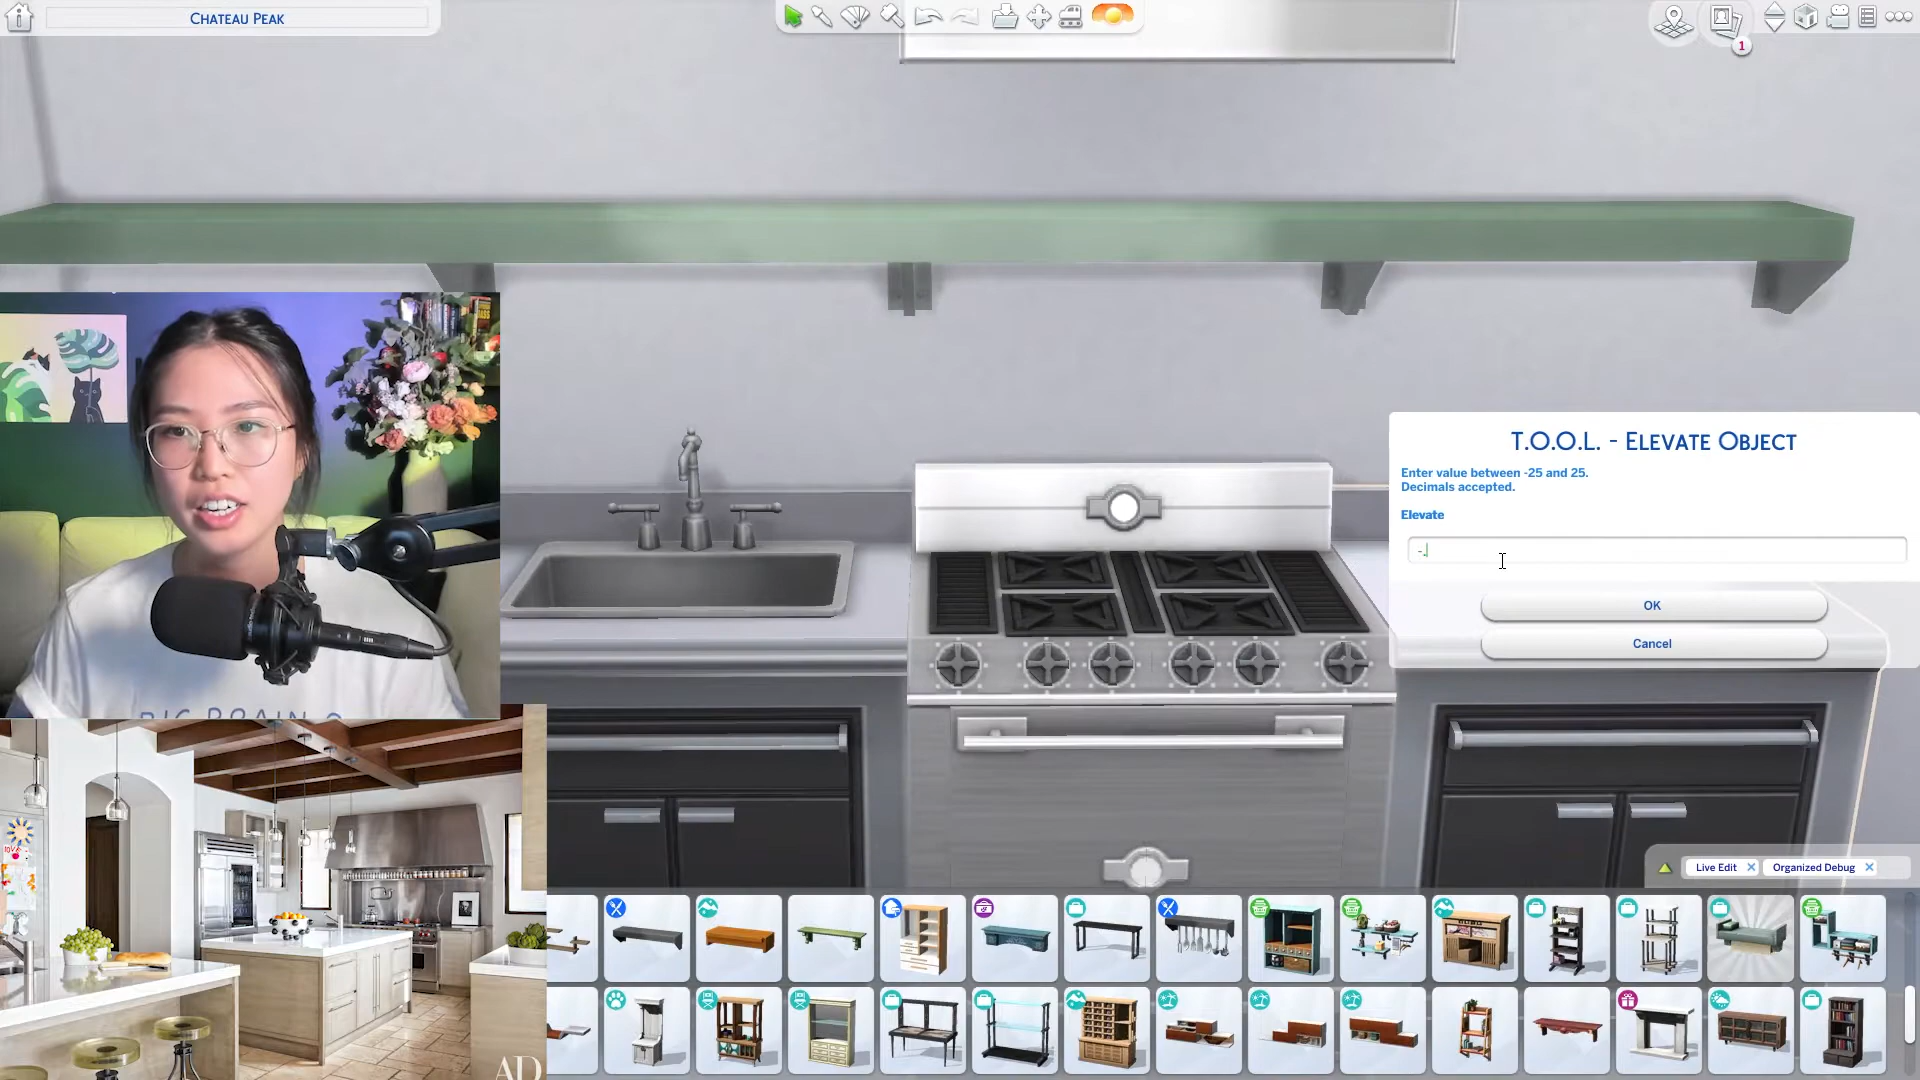 CHATEAU PEAK
1
T.O.O.L. - ELEVATE OBJECT
Enter value between -25 and 25.
Decimals accepted.
Elevate
-.
OK
Cancel
Live Edit
Organized Debug
AD